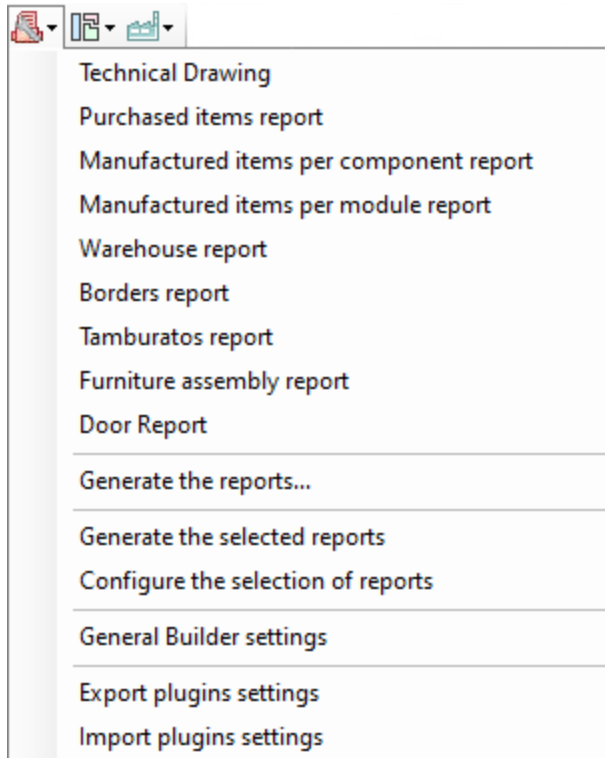 Technical Drawing
Purchased items report
Manufactured items per component report
Manufactured items per module report
Warehouse report
Borders report
Tamburatos report
Furniture assembly report
Door Report
Generate the reports...
Generate the selected reports
Configure the selection of reports
General Builder settings
Export plugins settings
Import plugins settings